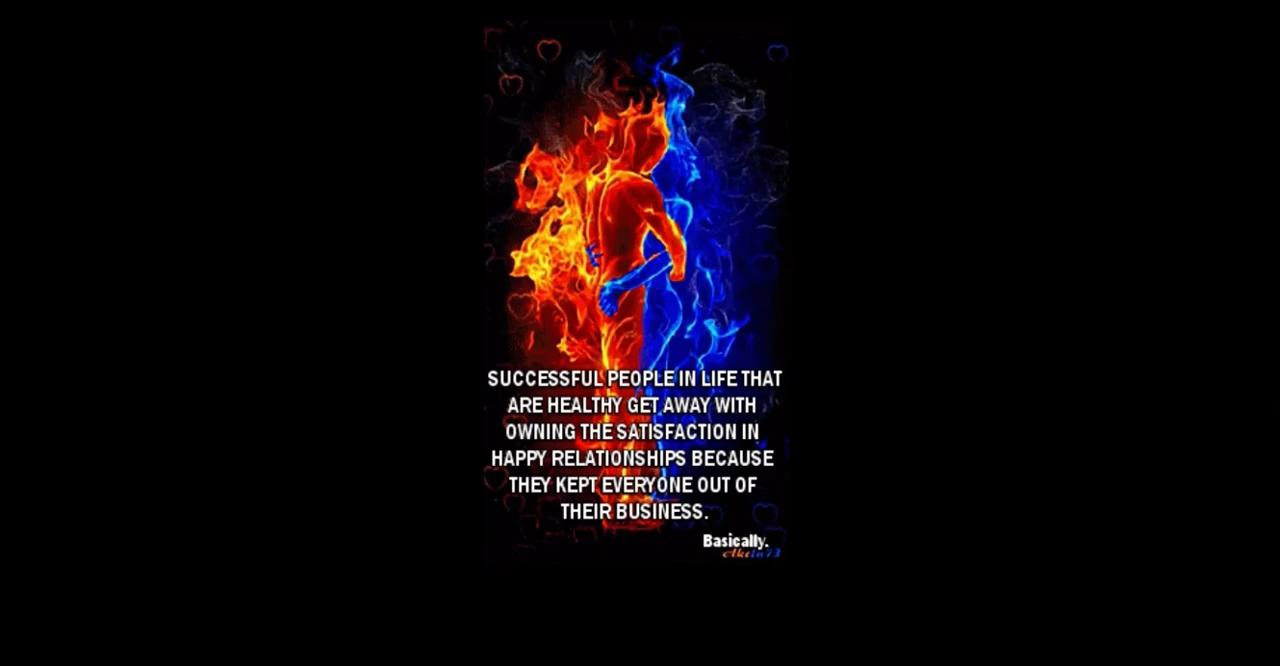 SUCCESSFUL PEOPLE IN LIFE THAT
ARE HEALTHY GET AWAY WITH
OWNING THE SATISFACTION IN
HAPPY RELATIONSHIPS BECAUSE
THEY KEPT EVERYONE OUT OF
THEIR BUSINESS.
Basically.